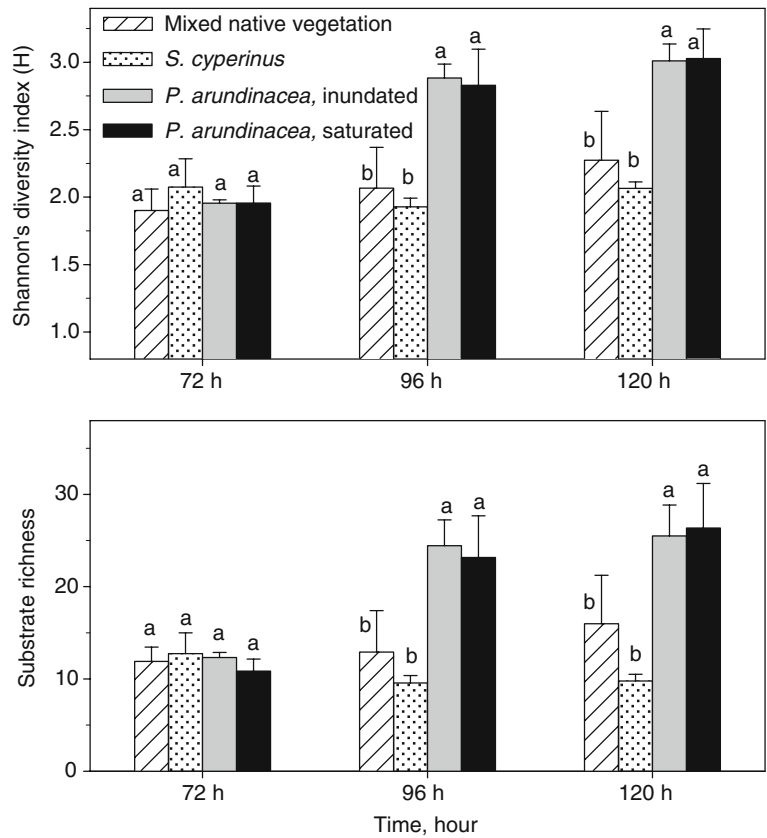 Mixed native vegetation
S. cyperinus
P. arundinacea, inundated
P. arundinacea, saturated
Shannon's diversity index (H)
3.0
2.5
2.0
1.5
1.0
a a a a
b b a a
b b a a
72 h 96 h 120 h
Substrate richness
30
20
10
0
a a a a
b b a a
b b a a
72 h 96 h 120 h
Time, hour